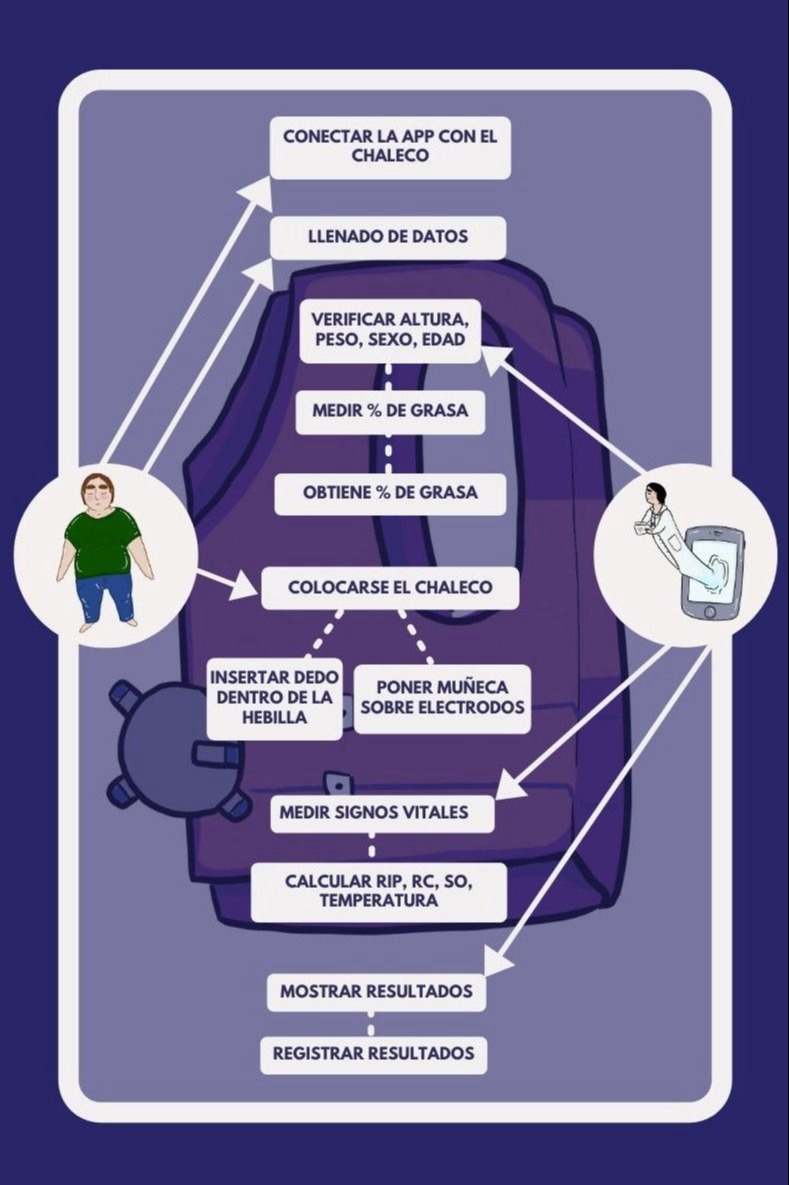 CONECTAR LA APP CON EL
CHALECO
LLENADO DE DATOS
VERIFICAR ALTURA,
PESO, SEXO, EDAD
MEDIR % DE GRASA
OBTIENE % DE GRASA
COLOCARSE EL CHALECO
INSERTAR DEDO
DENTRO DE LA
HEBILLA
PONER MUÑECA
SOBRE ELECTRODOS
MEDIR SIGNOS VITALES
CALCULAR RIP, RC, SO,
TEMPERATURA
MOSTRAR RESULTADOS
REGISTRAR RESULTADOS